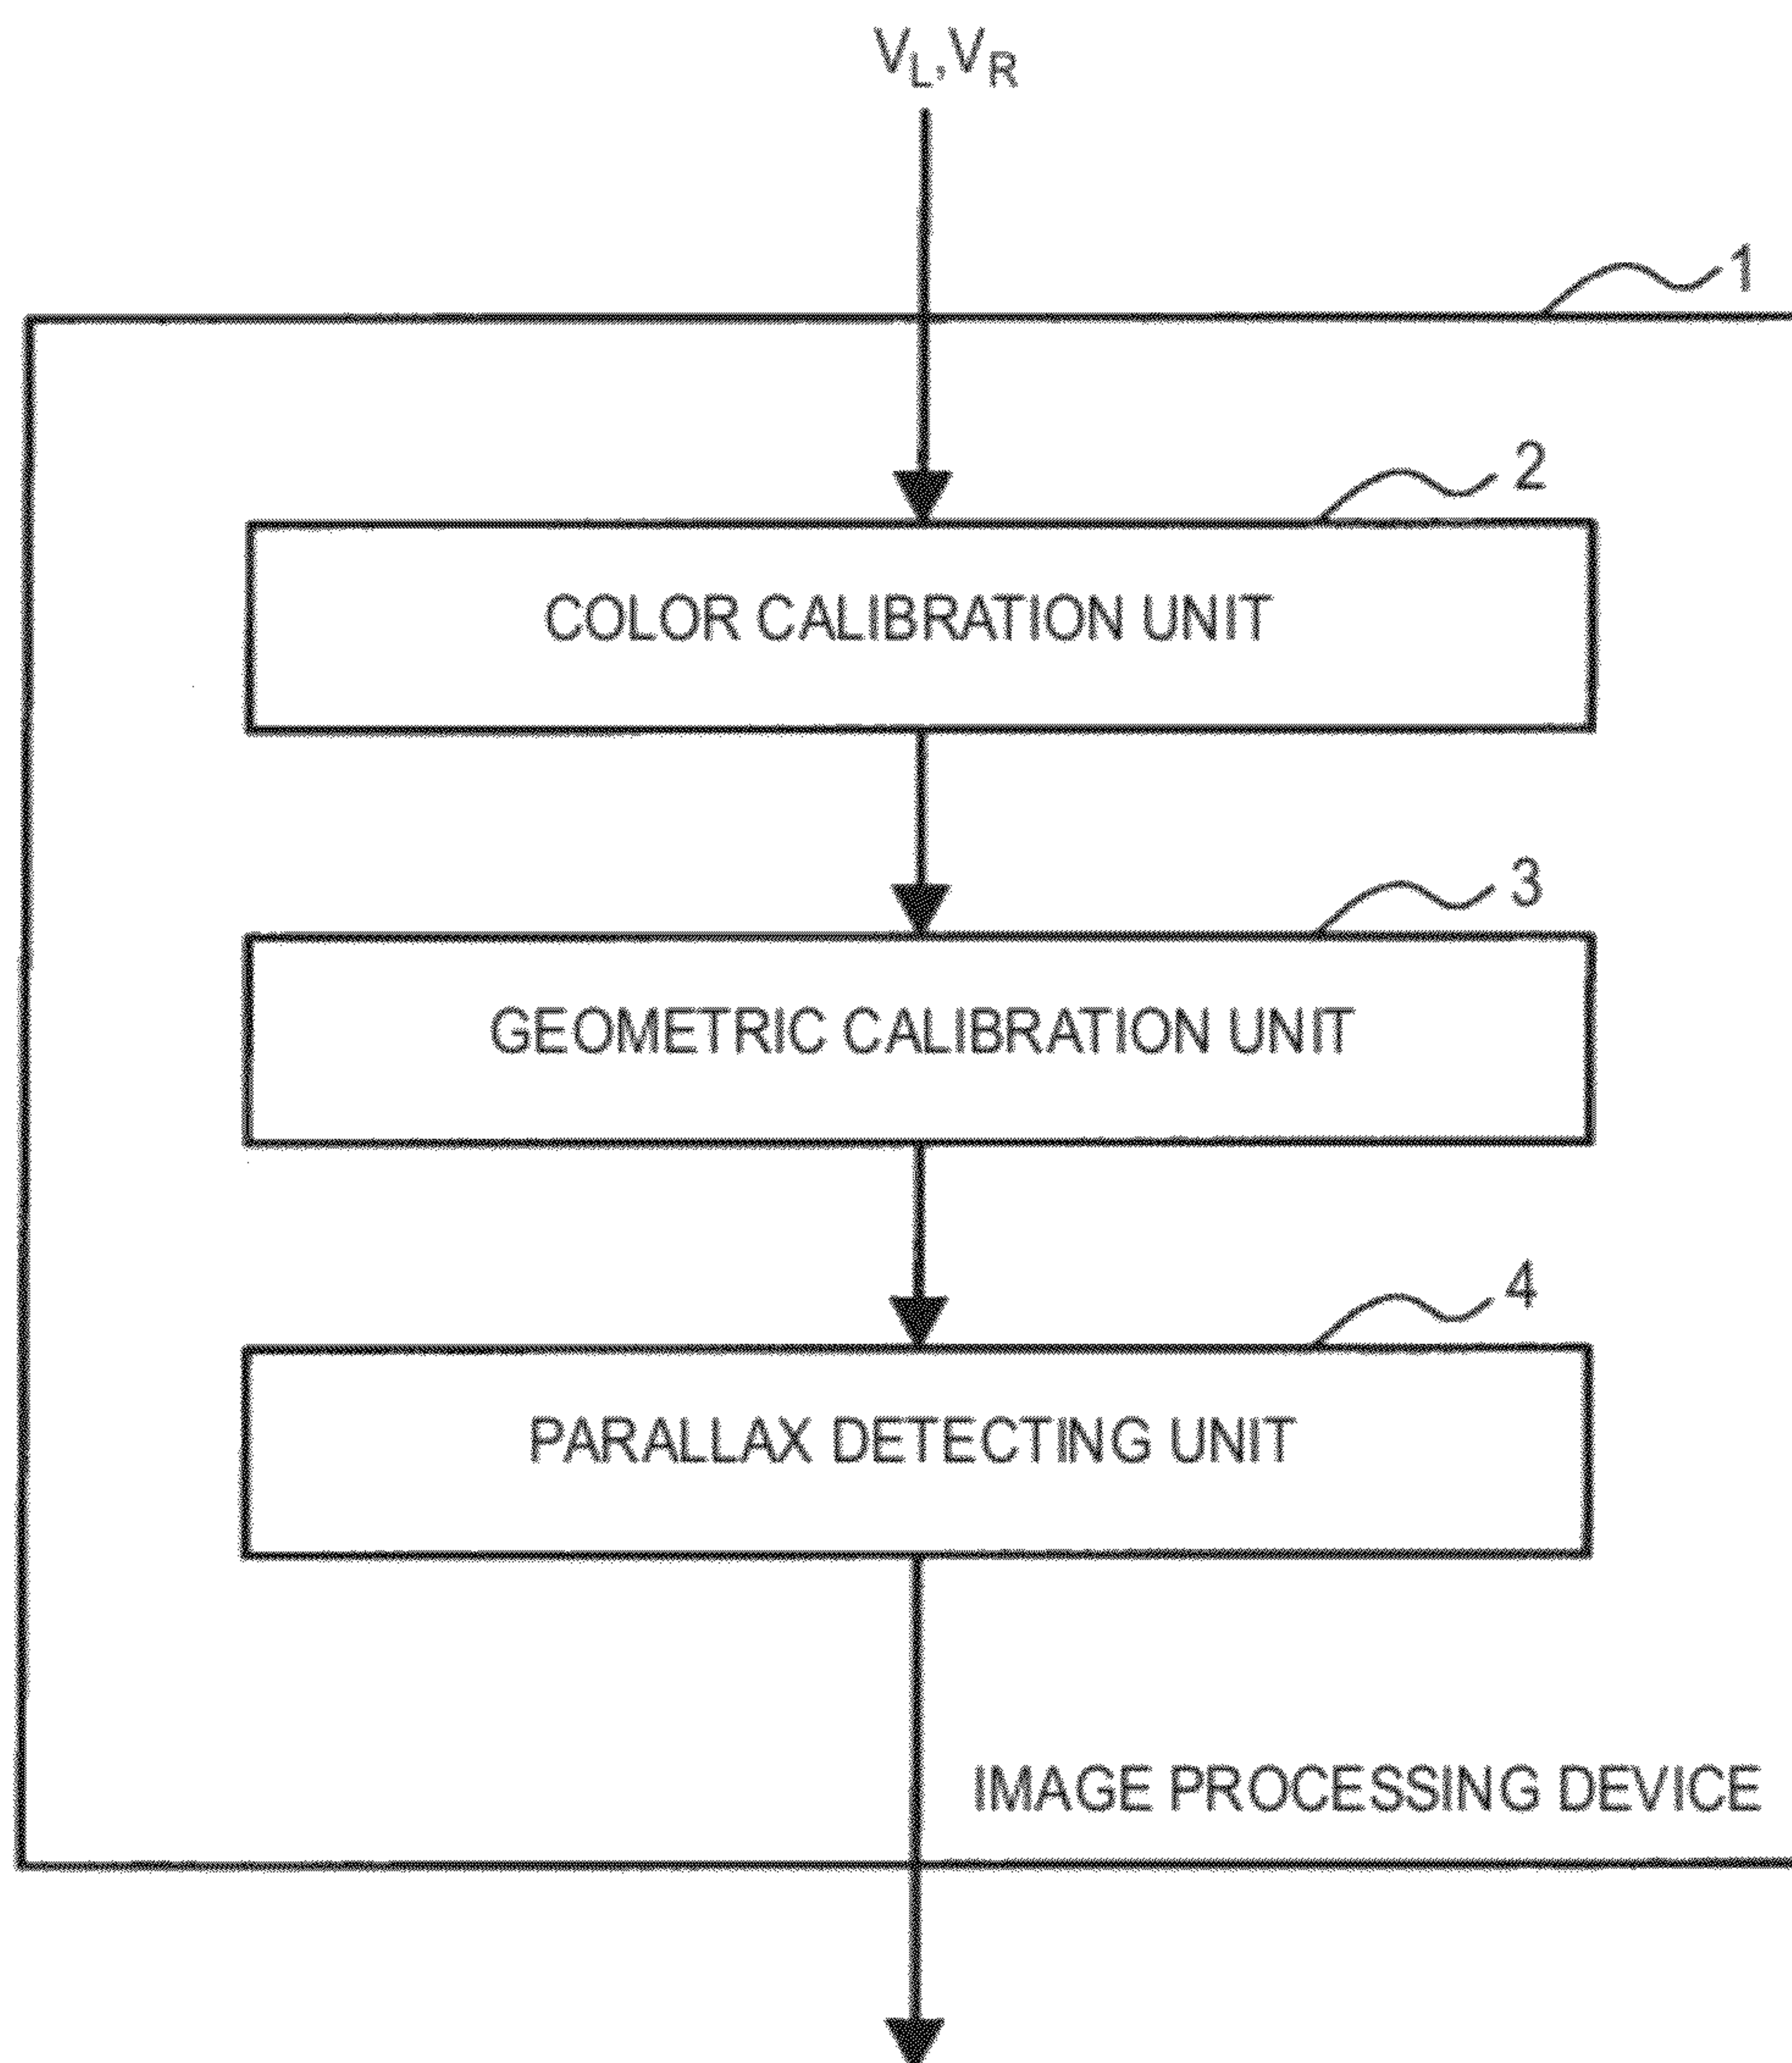 VL,VR
1
2
COLOR CALIBRATION UNIT
3
GEOMETRIC CALIBRATION UNIT
4
PARALLAX DETECTING UNIT
IMAGE PROCESSING DEVICE